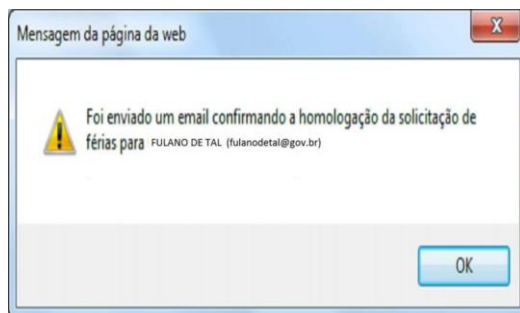 Mensagem da página da web
X
Foi enviado um email confirmando a homologação da solicitação de
férias para FULANO DE TAL (fulanodetal@gov.br)
OK